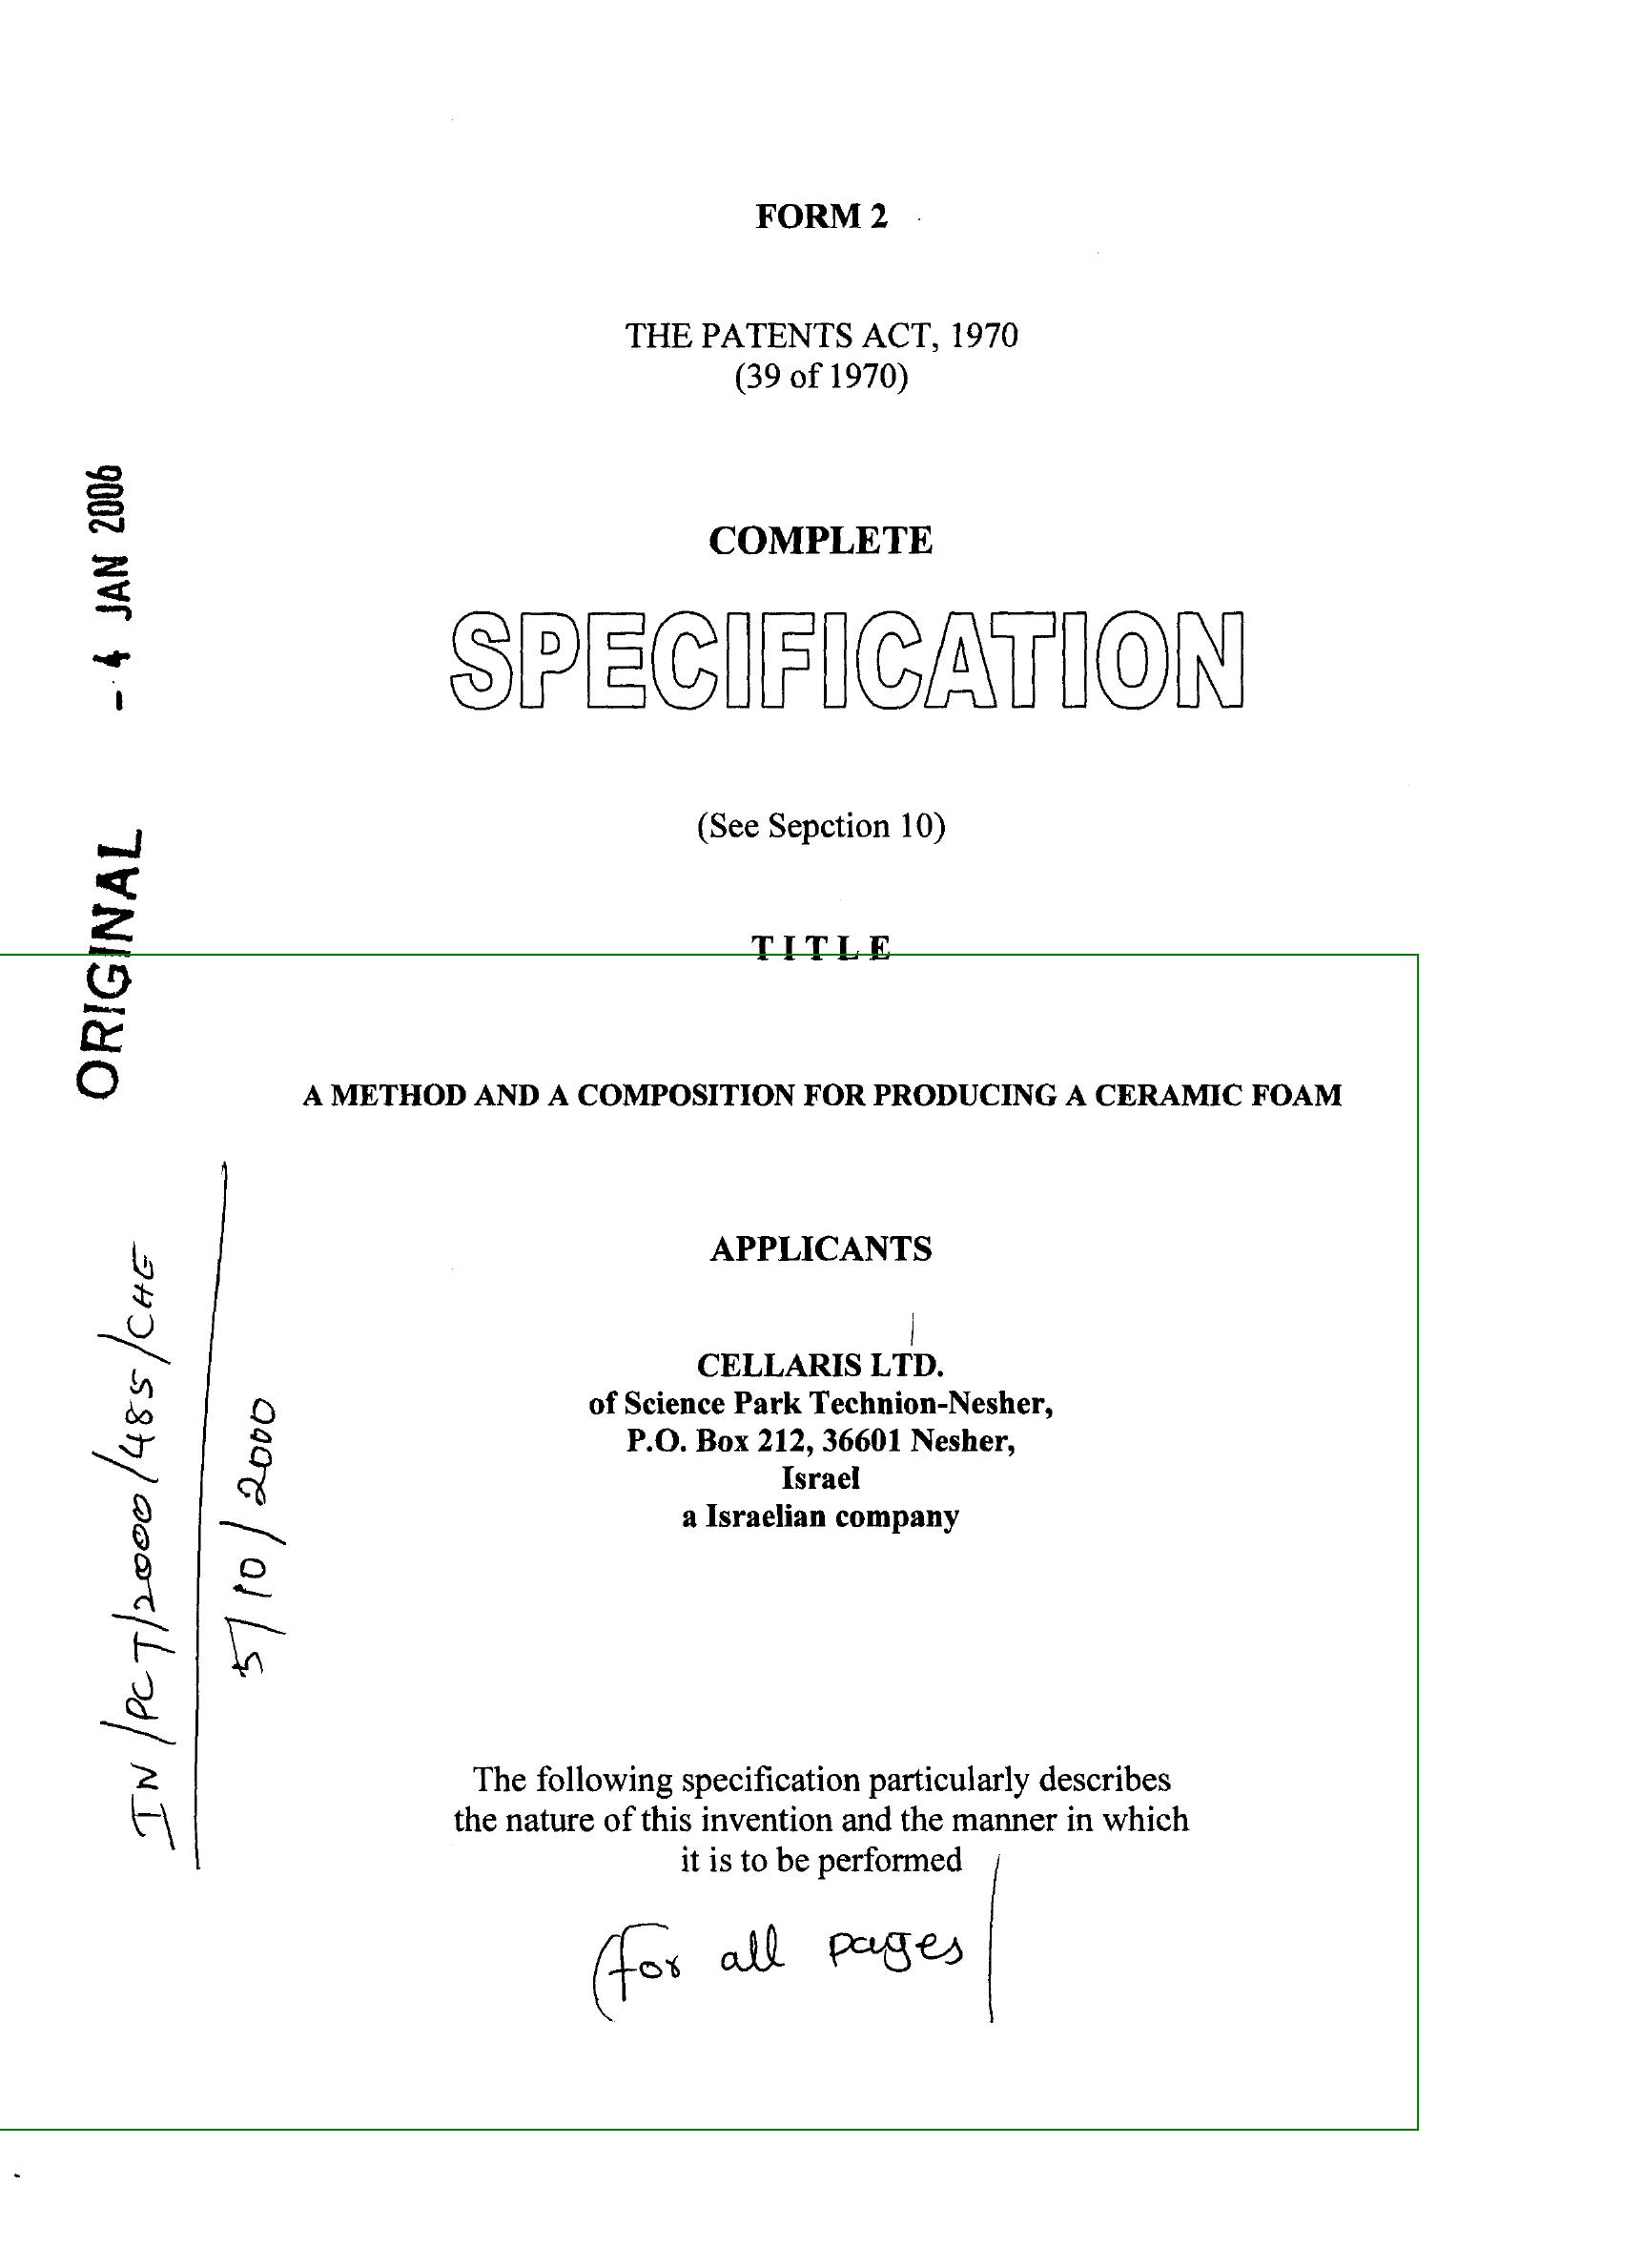 FORM 2
THE PATENTS ACT, 1970
(39 of 1970)
COMPLETE
SPECIFICATION
(See Sepction 10)
TITLE
A METHOD AND A COMPOSITION FOR PRODUCING A CERAMIC FOAM
APPLICANTS
CELLARIS LTD.
of Science Park Technion-Nesher,
P.O. Box 212, 36601 Nesher,
Israel
a Israelian company
The following specification particularly describes
the nature of this invention and the manner in which
it is to be performed
(for all pages)
ORIGINAL - 4 JAN 2006
IN/PCT/2000/485/CHE
5/10/2000